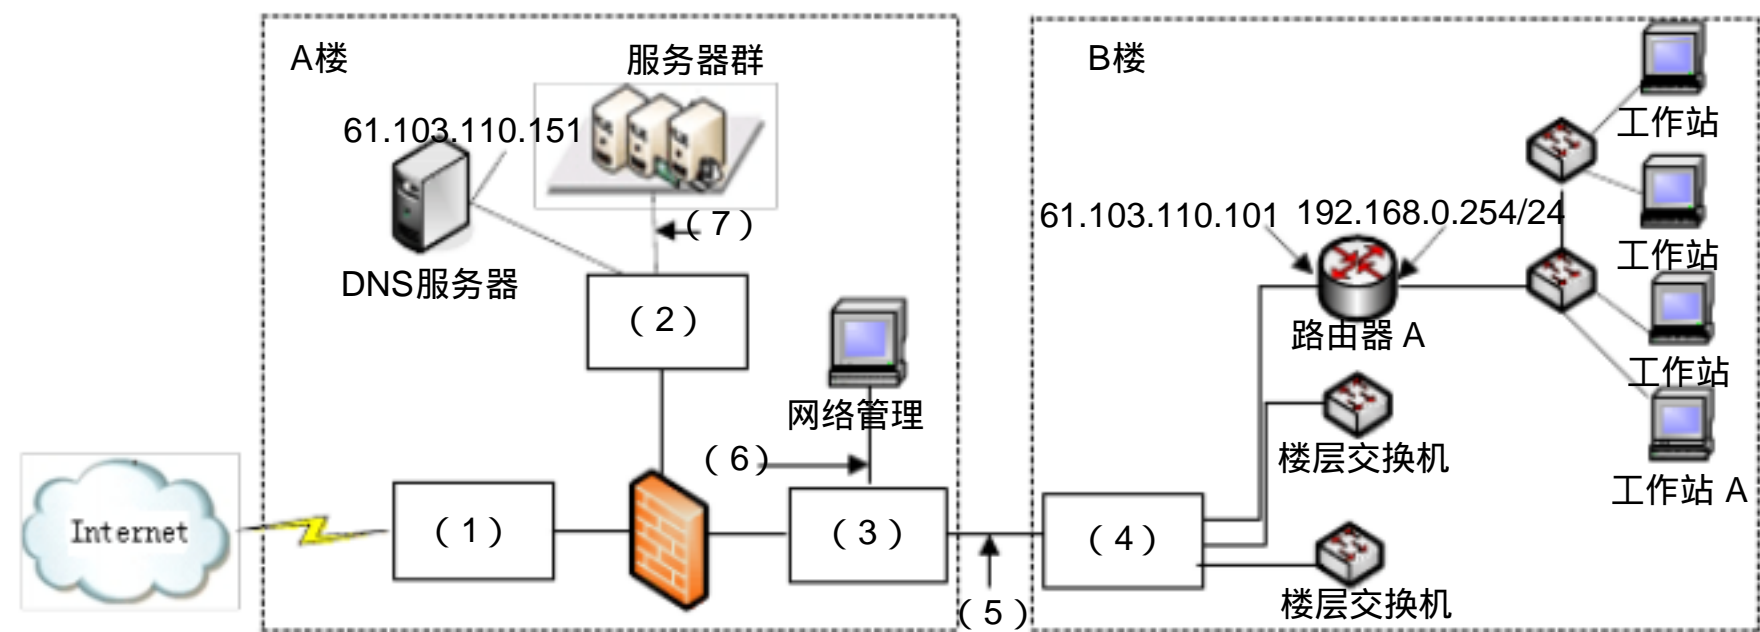 A楼
服务器群
61.103.110.151
DNS服务器
(7)
(2)
网络管理
(6)
Internet
(1)
(3)
(5)
B楼
工作站
61.103.110.101
192.168.0.254/24
工作站
路由器 A
工作站
楼层交换机
工作站 A
(4)
楼层交换机